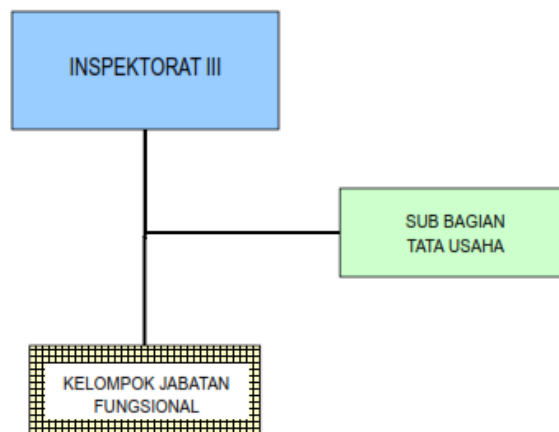 INSPEKTORAT III
SUB BAGIAN
TATA USAHA
KELOMPOK JABATAN
FUNGSIONAL